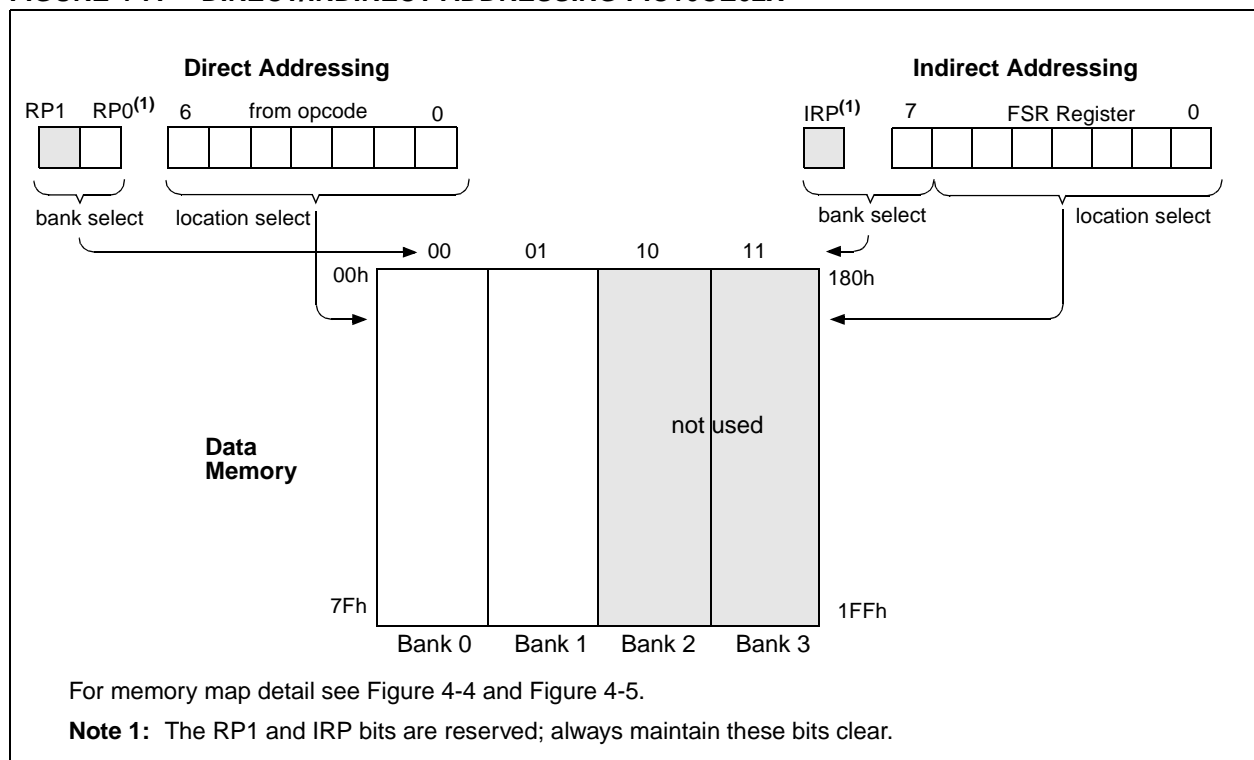 Direct Addressing
Indirect Addressing
RP1 RP0(1) 6 from opcode 0
IRP(1) 7 FSR Register 0
bank select location select
bank select location select
00 01 10 11
00h
180h
not used
Data
Memory
7Fh
1FFh
Bank 0 Bank 1 Bank 2 Bank 3
For memory map detail see Figure 4-4 and Figure 4-5.
Note 1: The RP1 and IRP bits are reserved; always maintain these bits clear.